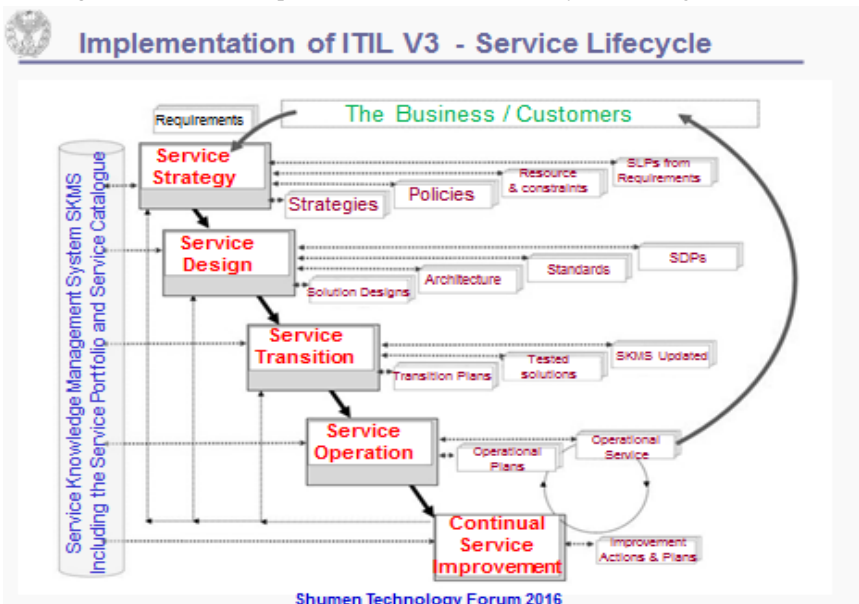 Implementation of ITIL V3 - Service Lifecycle
The Business / Customers
Requirements
Service
Strategy
Strategies
Policies
Resource
& constraints
SLPs from
Requirements
Service
Design
Solution Designs
Architecture
Standards
SDPs
Service
Transition
Transition Plans
Tested
solutions
SKMS Updated
Service
Operation
Operational
Plans
Operational
Service
Continual
Service
Improvement
Improvement
Actions & Plans
Service Knowledge Management System SKMS
Including the Service Portfolio and Service Catalogue
Shumen Technology Forum 2016